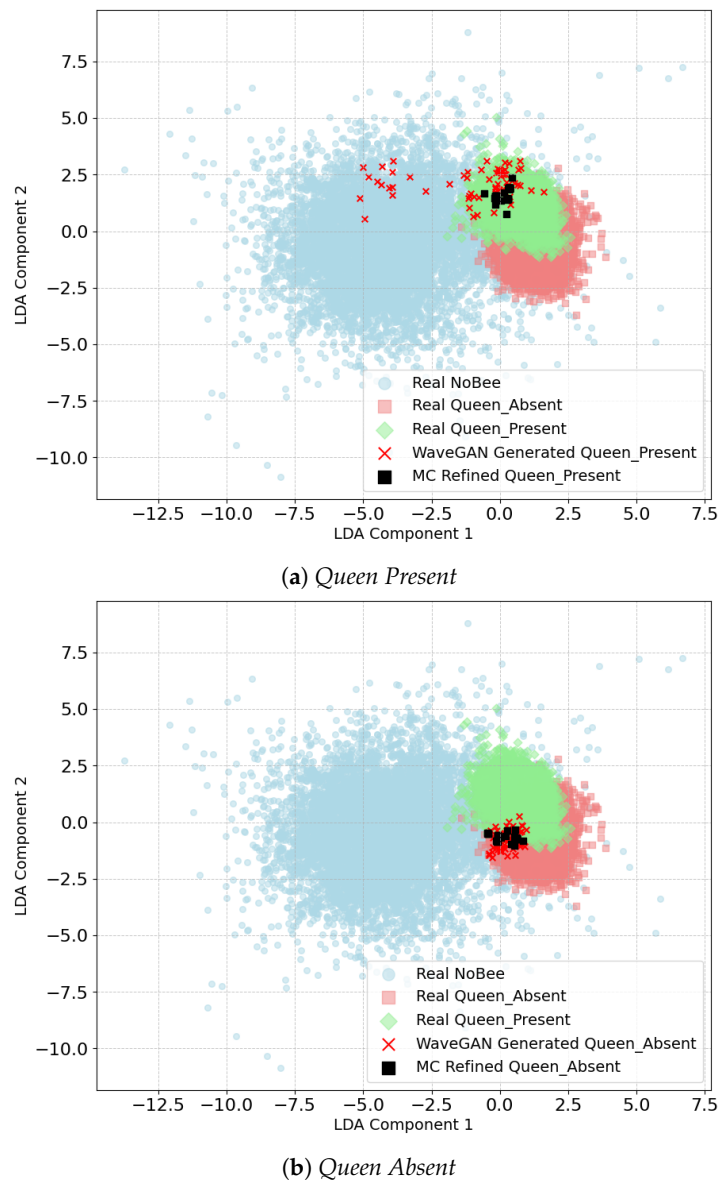 7.5
5.0
2.5
0.0
−2.5
−5.0
−7.5
−10.0
LDA Component 2
Real NoBee
Real Queen_Absent
Real Queen_Present
WaveGAN Generated Queen_Present
MC Refined Queen_Present
−12.5 −10.0 −7.5 −5.0 −2.5 0.0 2.5 5.0 7.5
LDA Component 1
(a) Queen Present
7.5
5.0
2.5
0.0
−2.5
−5.0
−7.5
−10.0
LDA Component 2
Real NoBee
Real Queen_Absent
Real Queen_Present
WaveGAN Generated Queen_Absent
MC Refined Queen_Absent
−12.5 −10.0 −7.5 −5.0 −2.5 0.0 2.5 5.0 7.5
LDA Component 1
(b) Queen Absent